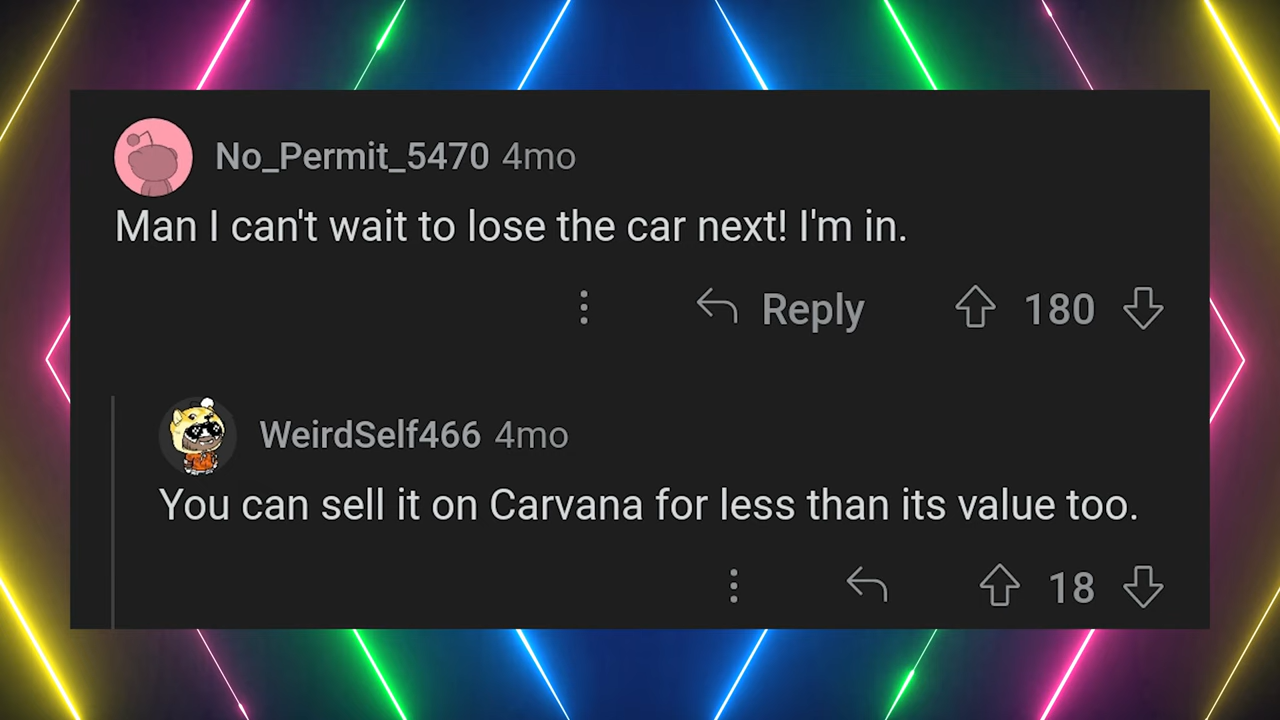 No_Permit_5470 4mo
Man I can't wait to lose the car next! I'm in.
Reply 180
WeirdSelf466 4mo
You can sell it on Carvana for less than its value too.
18